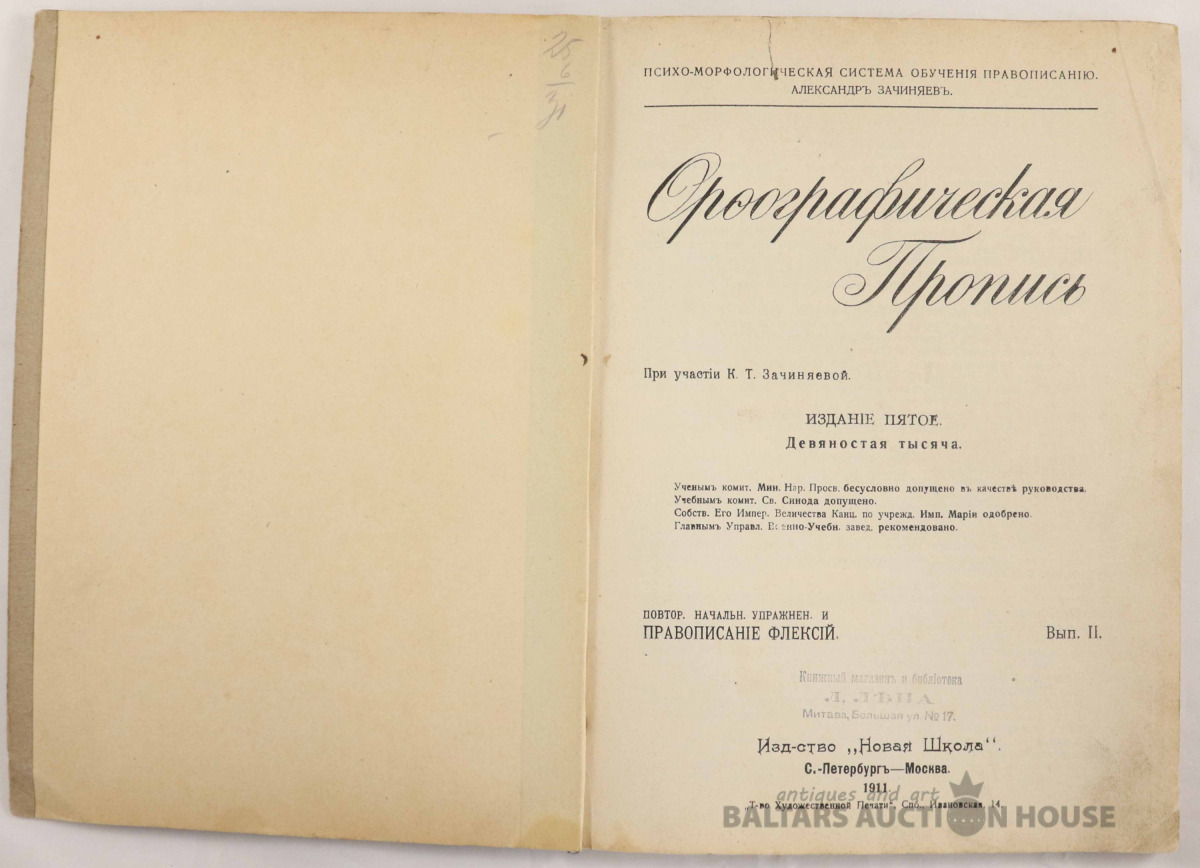 ПСИХО-МОРФОЛОГИЧЕСКАЯ СИСТЕМА ОБУЧЕНІЯ ПРАВОПИСАНІЮ.
АЛЕКСАНДРЪ ЗАЧИНЯЕВЪ.
Орѳографическая
Пропись
При участіи К. Т. Зачиняевой.
ИЗДАНІЕ ПЯТОЕ.
Девяностая тысяча.
Ученымъ комит. Мин. Нар. Просв. бесусловно допущено въ качествѣ руководства.
Учебнымъ комит. Св. Синода допущено.
Собств. Его Импер. Величества Канц. по учрежд. Имп. Маріи одобрено.
Главнымъ Управл. Военно-Учебн. завед. рекомендовано.
ПОВТОР. НАЧАЛЬН. УПРАЖНЕН. И
ПРАВОПИСАНІЕ ФЛЕКСІЙ. Вып. II.
Книжный магазинъ и библіотека
Митава, Большая ул. № 17.
Изд-ство „Новая Школа“.
С.-Петербургъ—Москва.
1911
„Т-во Художественной Печати“, Спб., Ивановская, 14.
antiques and art
BALTARS AUCTION HOUSE